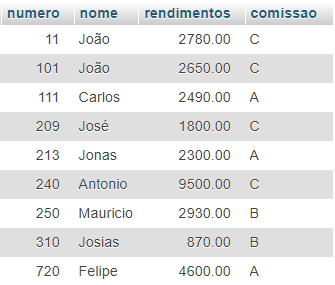 numero nome rendimentos comissao
11 João 2780.00 C
101 João 2650.00 C
111 Carlos 2490.00 A
209 José 1800.00 C
213 Jonas 2300.00 A
240 Antonio 9500.00 C
250 Mauricio 2930.00 B
310 Josias 870.00 B
720 Felipe 4600.00 A